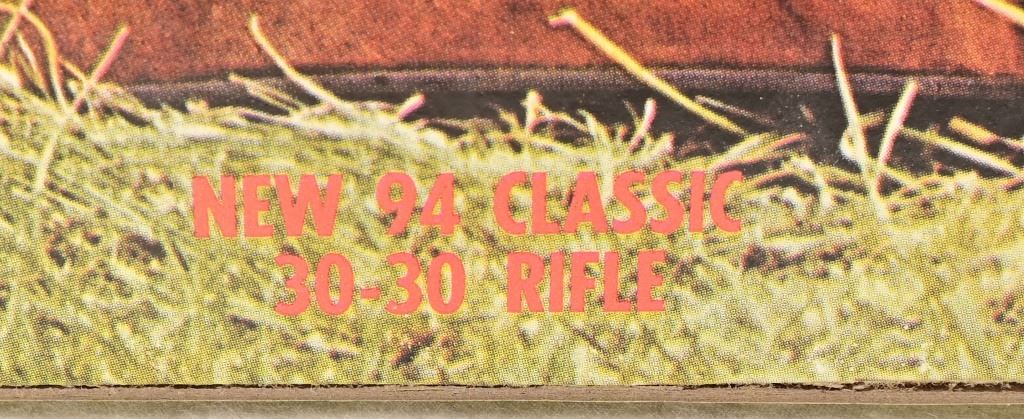 NEW 94 CLASSIC
30-30 RIFLE